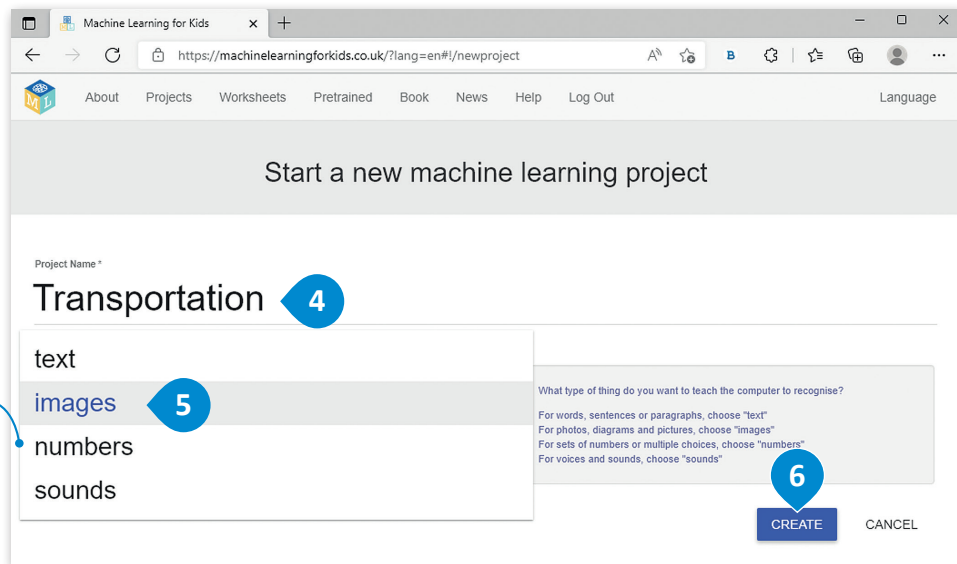 Machine Learning for Kids
https://machinelearningforkids.co.uk/?lang=en#!/newproject
B
ML
About Projects Worksheets Pretrained Book News Help Log Out Language
Start a new machine learning project
Project Name *
Transportation
4
text
images
5
numbers
sounds
What type of thing do you want to teach the computer to recognise?
For words, sentences or paragraphs, choose "text"
For photos, diagrams and pictures, choose "images"
For sets of numbers or multiple choices, choose "numbers"
For voices and sounds, choose "sounds"
6
CREATE CANCEL